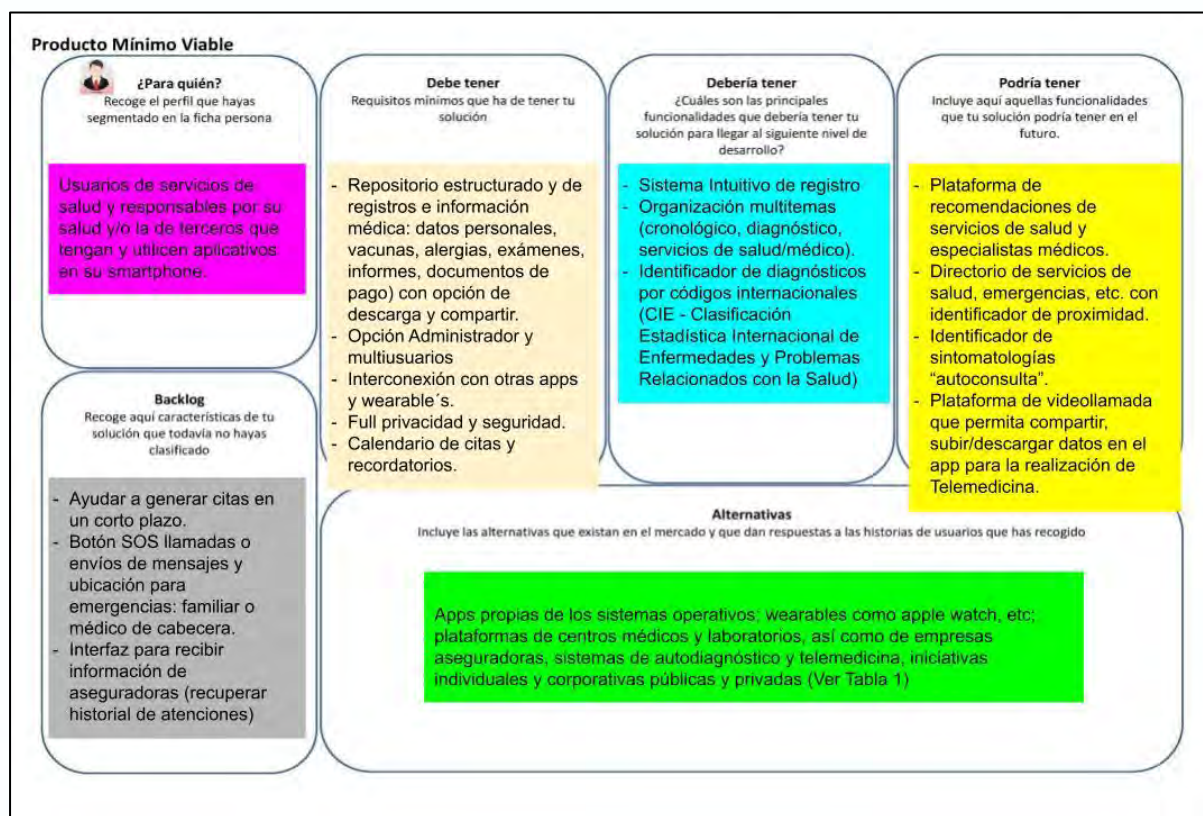 Producto Mínimo Viable
¿Para quién?
Recoge el perfil que hayas
segmentado en la ficha persona
Usuarios de servicios de
salud y responsables por su
salud y/o la de terceros que
tengan y utilicen aplicativos
en su smartphone.
Debe tener
Requisitos mínimos que ha de tener tu
solución
- Repositorio estructurado y de
registros e información
médica: datos personales,
vacunas, alergias, exámenes,
informes, documentos de
pago) con opción de
descarga y compartir.
- Opción Administrador y
multiusuarios
- Interconexión con otras apps
y wearable´s.
- Full privacidad y seguridad.
- Calendario de citas y
recordatorios.
Debería tener
¿Cuáles son las principales
funcionalidades que debería tener tu
solución para llegar al siguiente nivel de
desarrollo?
- Sistema Intuitivo de registro
- Organización multitemas
(cronológico, diagnóstico,
servicios de salud/médico).
- Identificador de diagnósticos
por códigos internacionales
(CIE - Clasificación
Estadística Internacional de
Enfermedades y Problemas
Relacionados con la Salud)
Podría tener
Incluye aquí aquellas funcionalidades
que tu solución podría tener en el
futuro.
- Plataforma de
recomendaciones de
servicios de salud y
especialistas médicos.
- Directorio de servicios de
salud, emergencias, etc. con
identificador de proximidad.
- Identificador de
sintomatologías
“autoconsulta”.
- Plataforma de videollamada
que permita compartir,
subir/descargar datos en el
app para la realización de
Telemedicina.
Backlog
Recoge aquí características de tu
solución que todavía no hayas
clasificado
- Ayudar a generar citas en
un corto plazo.
- Botón SOS llamadas o
envíos de mensajes y
ubicación para
emergencias: familiar o
médico de cabecera.
- Interfaz para recibir
información de
aseguradoras (recuperar
historial de atenciones)
Alternativas
Incluye las alternativas que existan en el mercado y que dan respuestas a las historias de usuarios que has recogido
Apps propias de los sistemas operativos; wearables como apple watch, etc;
plataformas de centros médicos y laboratorios, así como de empresas
aseguradoras, sistemas de autodiagnóstico y telemedicina, iniciativas
individuales y corporativas públicas y privadas (Ver Tabla 1)